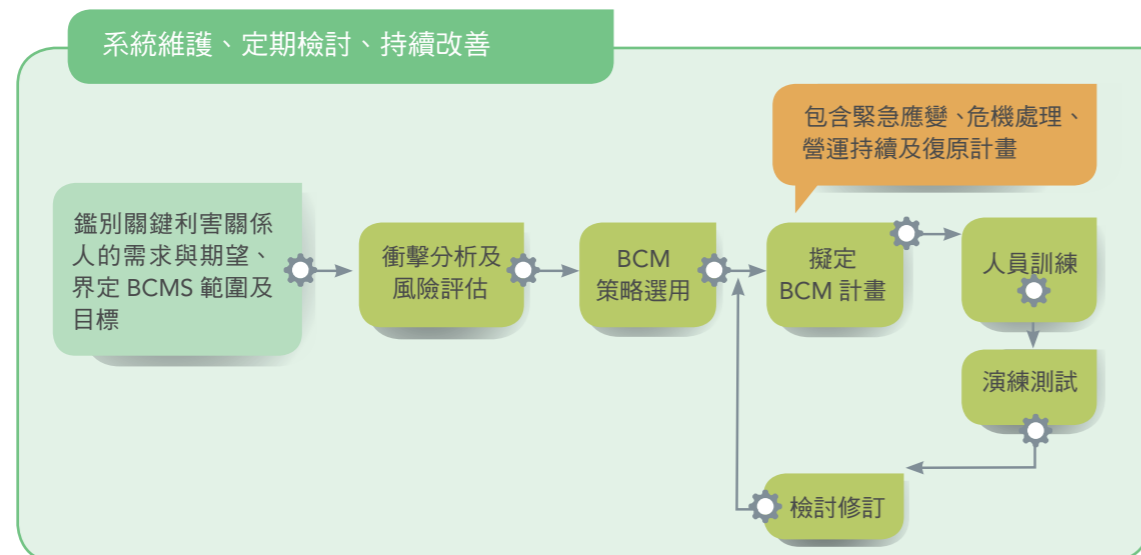 系統維護、定期檢討、持續改善
包含緊急應變、危機處理、
營運持續及復原計畫
鑑別關鍵利害關係
人的需求與期望、
界定 BCMS 範圍及
目標
衝擊分析及
風險評估
BCM
策略選用
擬定
BCM 計畫
人員訓練
演練測試
檢討修訂